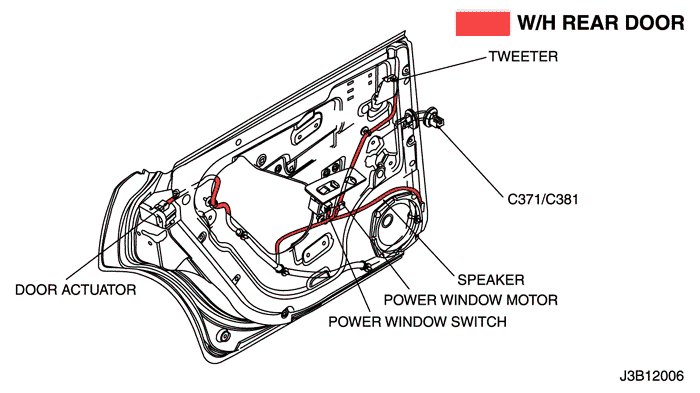 W/H REAR DOOR
TWEETER
C371/C381
SPEAKER
DOOR ACTUATOR
POWER WINDOW MOTOR
POWER WINDOW SWITCH
J3B12006